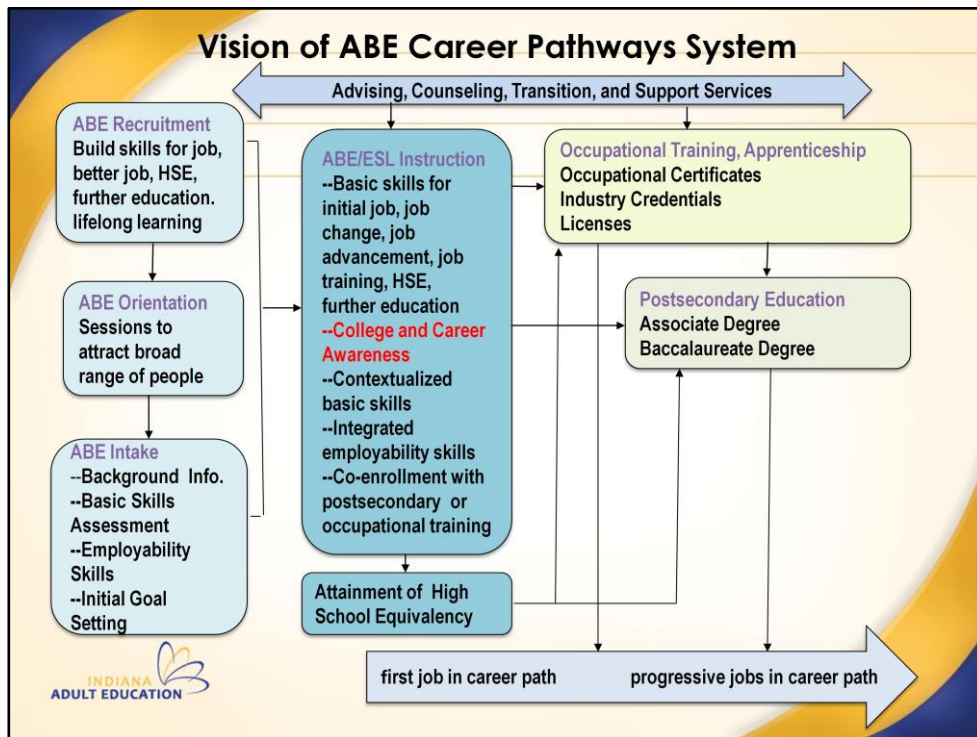 Vision of ABE Career Pathways System
Advising, Counseling, Transition, and Support Services
ABE Recruitment
Build skills for job,
better job, HSE,
further education.
lifelong learning
ABE Orientation
Sessions to
attract broad
range of people
ABE Intake
--Background Info.
--Basic Skills
Assessment
--Employability
Skills
--Initial Goal
Setting
ABE/ESL Instruction
--Basic skills for
initial job, job
change, job
advancement, job
training, HSE,
further education
--College and Career
Awareness
--Contextualized
basic skills
--Integrated
employability skills
--Co-enrollment with
postsecondary or
occupational training
Attainment of High
School Equivalency
Occupational Training, Apprenticeship
Occupational Certificates
Industry Credentials
Licenses
Postsecondary Education
Associate Degree
Baccalaureate Degree
first job in career path
progressive jobs in career path
INDIANA
ADULT EDUCATION